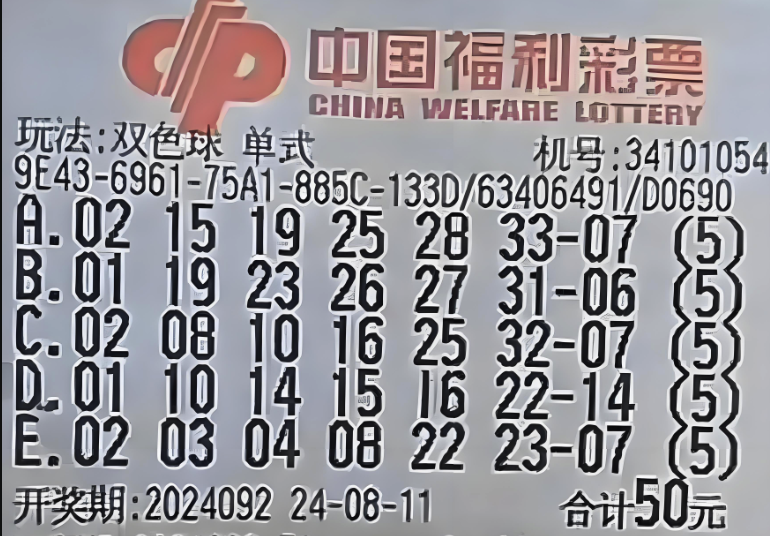 中国福利彩票
CHINA WELFARE LOTTERY
玩法:双色球 单式 机号:34101054
9E43-6961-75A1-885C-133D/63406491/D0690
A.02 15 19 25 28 33-07 (5)
B.01 19 23 26 27 31-06 (5)
C.02 08 10 16 25 32-07 (5)
D.01 10 14 15 16 22-14 (5)
E.02 03 04 08 22 23-07 (5)
开奖期:2024092 24-08-11 合计50元